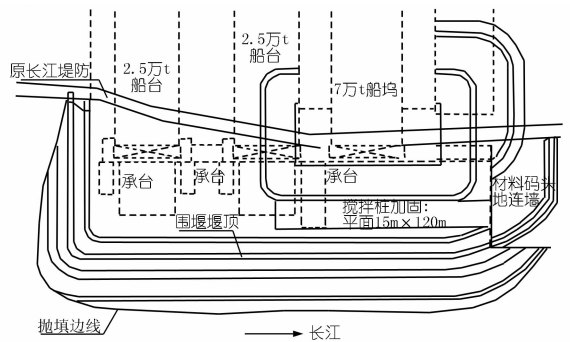 2.5万t
船台
2.5万t
船台
原长江堤防
7万t船坞
承台
承台
承台
材料码头
地连墙
搅拌桩加固：
平面15m×120m
围堰堰顶
抛填边线
长江